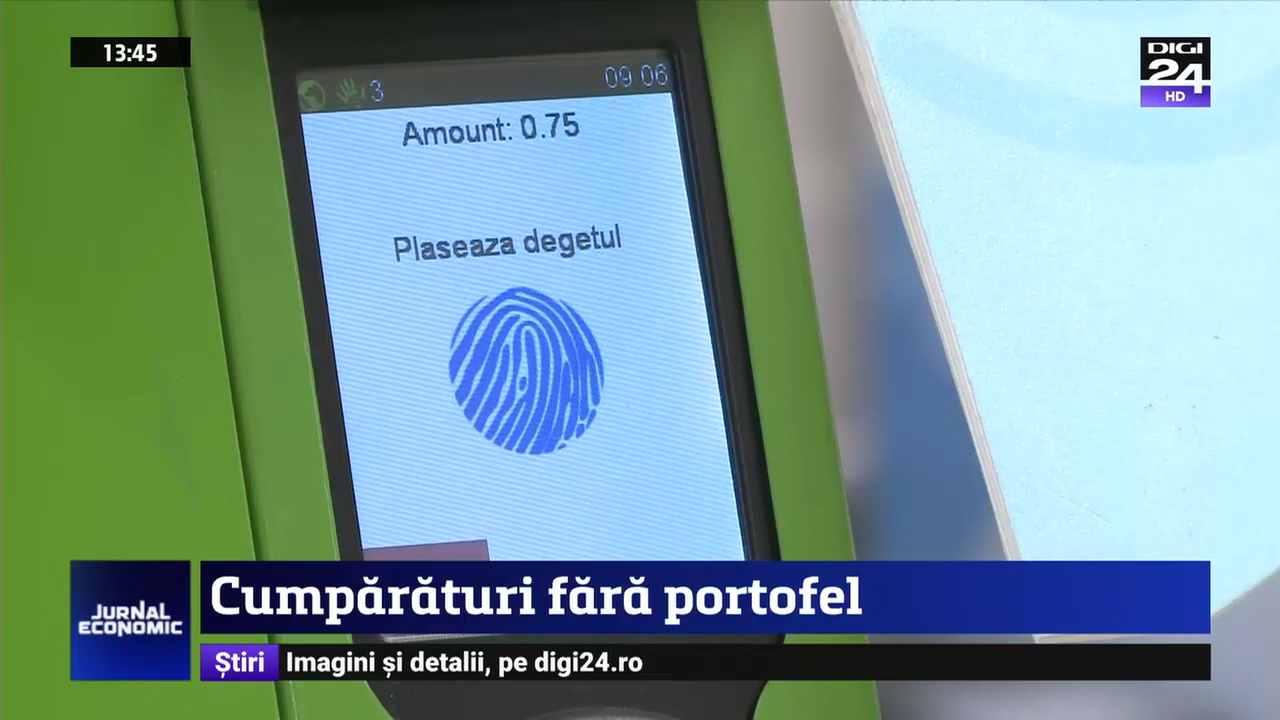 13:45
DIGI
24
HD
3
09 06
Amount: 0.75
Plaseaza degetul
JURNAL
ECONOMIC
Cumpărături fără portofel
Știri
Imagini și detalii, pe digi24.ro